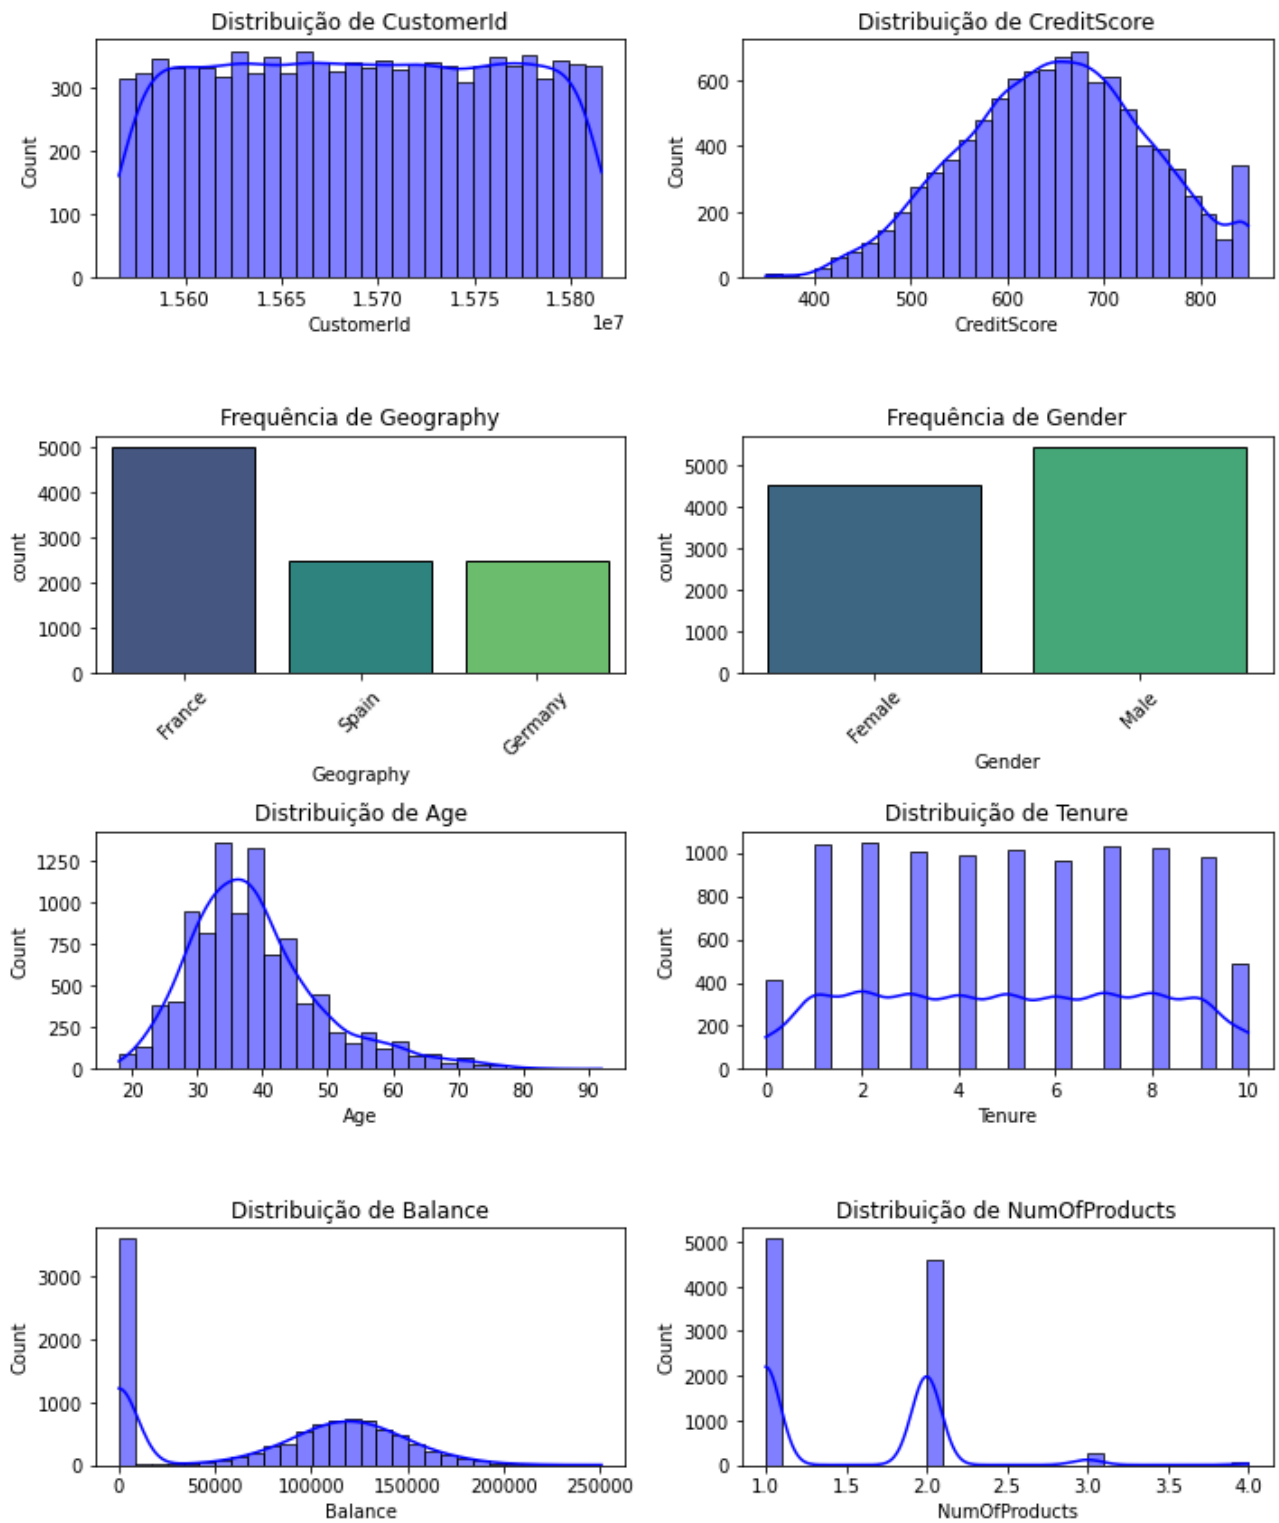 Distribuição de CustomerId
Count
300
200
100
0
1.560 1.565 1.570 1.575 1.580
1e7
CustomerId
Distribuição de CreditScore
Count
600
400
200
0
400 500 600 700 800
CreditScore
Frequência de Geography
count
5000
4000
3000
2000
1000
0
France Spain Germany
Geography
Frequência de Gender
count
5000
4000
3000
2000
1000
0
Female Male
Gender
Distribuição de Age
Count
1250
1000
750
500
250
0
20 30 40 50 60 70 80 90
Age
Distribuição de Tenure
Count
1000
800
600
400
200
0
0 2 4 6 8 10
Tenure
Distribuição de Balance
Count
3000
2000
1000
0
0 50000 100000 150000 200000 250000
Balance
Distribuição de NumOfProducts
Count
5000
4000
3000
2000
1000
0
1.0 1.5 2.0 2.5 3.0 3.5 4.0
NumOfProducts